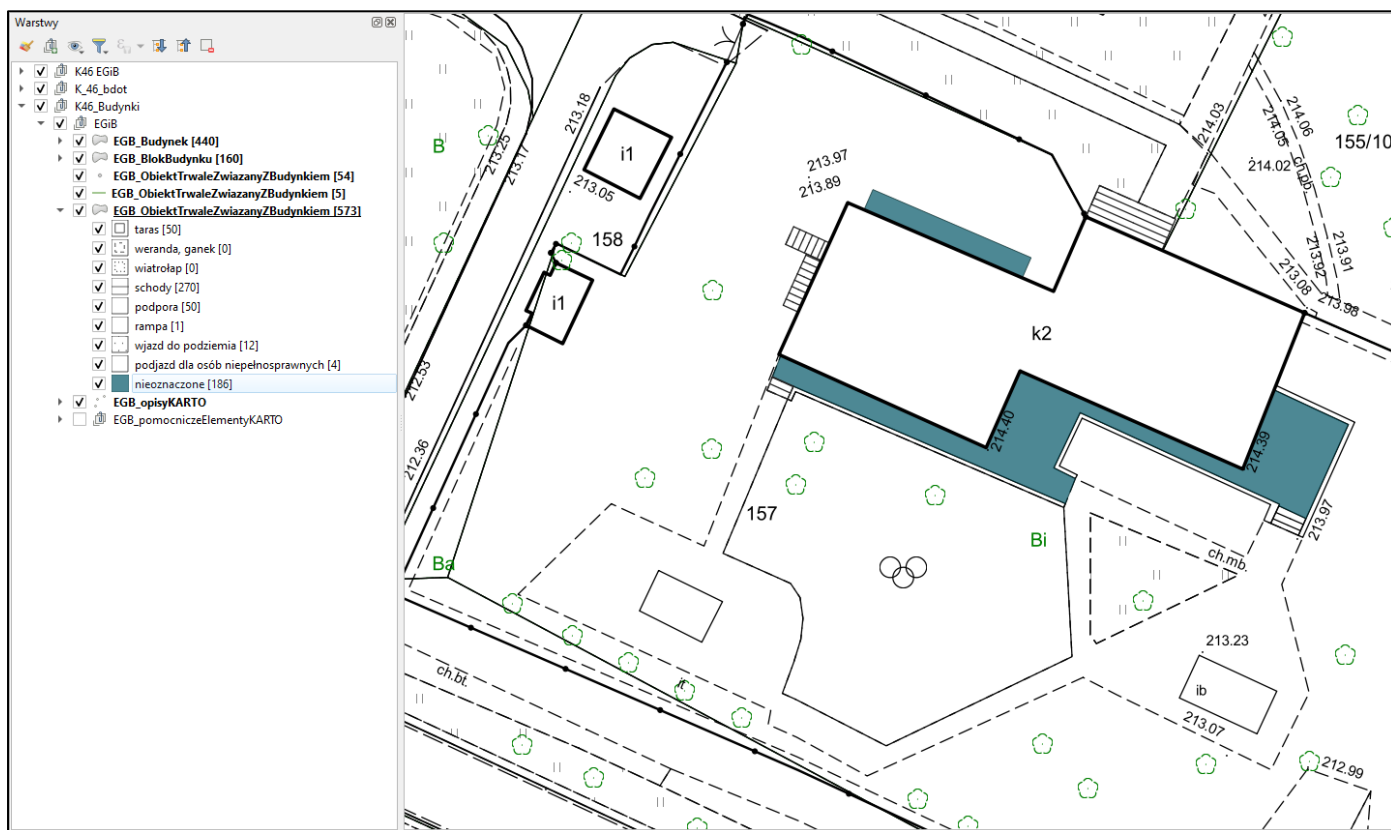 Warstwy
K46 EGiB
K_46_bdot
K46_Budynki
EGiB
EGB_Budynek [440]
EGB_BlokBudynku [160]
EGB_ObiektTrwaleZwiazanyZBudynkiem [54]
EGB_ObiektTrwaleZwiazanyZBudynkiem [5]
EGB_ObiektTrwaleZwiazanyZBudynkiem [573]
taras [50]
weranda, ganek [0]
wiatrołap [0]
schody [270]
podpora [50]
rampa [1]
wjazd do podziemia [12]
podjazd dla osób niepełnosprawnych [4]
nieoznaczone [186]
EGB_opisyKARTO
EGB_pomocniczeElementyKARTO
B
213.25
213.17
213.18
i1
213.05
158
i1
213.97
213.89
214.03
214.06
214.05
ch.pb.
155/10
214.02
213.91
213.92
213.08
213.98
k2
212.53
212.36
214.40
214.39
213.97
157
Bi
ch.mb.
Ba
213.23
ib
213.07
ch.bt.
it.
212.99